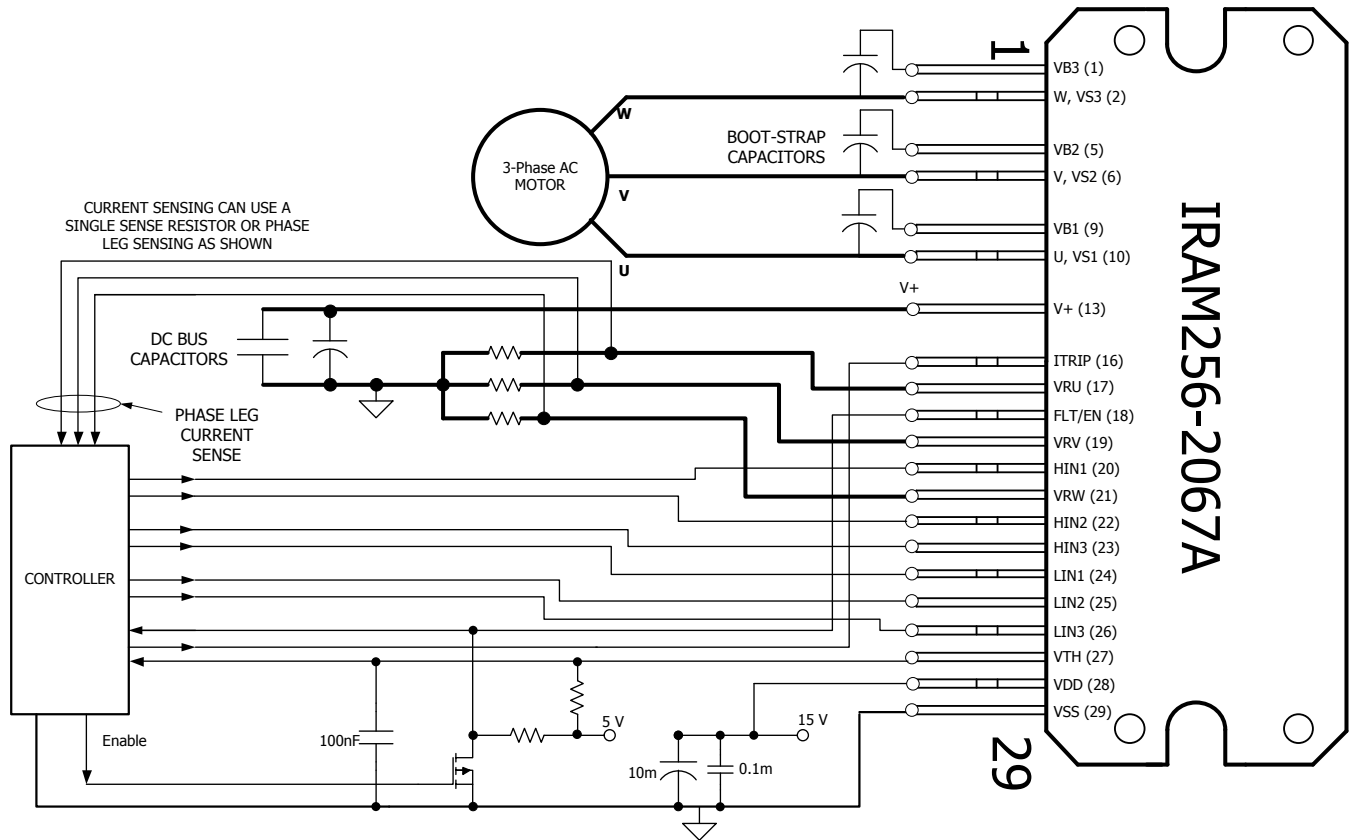 1
VB3 (1)
W, VS3 (2)
W
BOOT-STRAP
CAPACITORS
VB2 (5)
3-Phase AC
MOTOR
V, VS2 (6)
V
CURRENT SENSING CAN USE A
SINGLE SENSE RESISTOR OR PHASE
LEG SENSING AS SHOWN
VB1 (9)
U, VS1 (10)
U
V+
V+ (13)
DC BUS
CAPACITORS
ITRIP (16)
VRU (17)
PHASE LEG
CURRENT
SENSE
FLT/EN (18)
VRV (19)
HIN1 (20)
VRW (21)
HIN2 (22)
HIN3 (23)
CONTROLLER
LIN1 (24)
LIN2 (25)
LIN3 (26)
VTH (27)
VDD (28)
VSS (29)
Enable
100nF
5 V
15 V
10m
0.1m
29
IRAM256-2067A